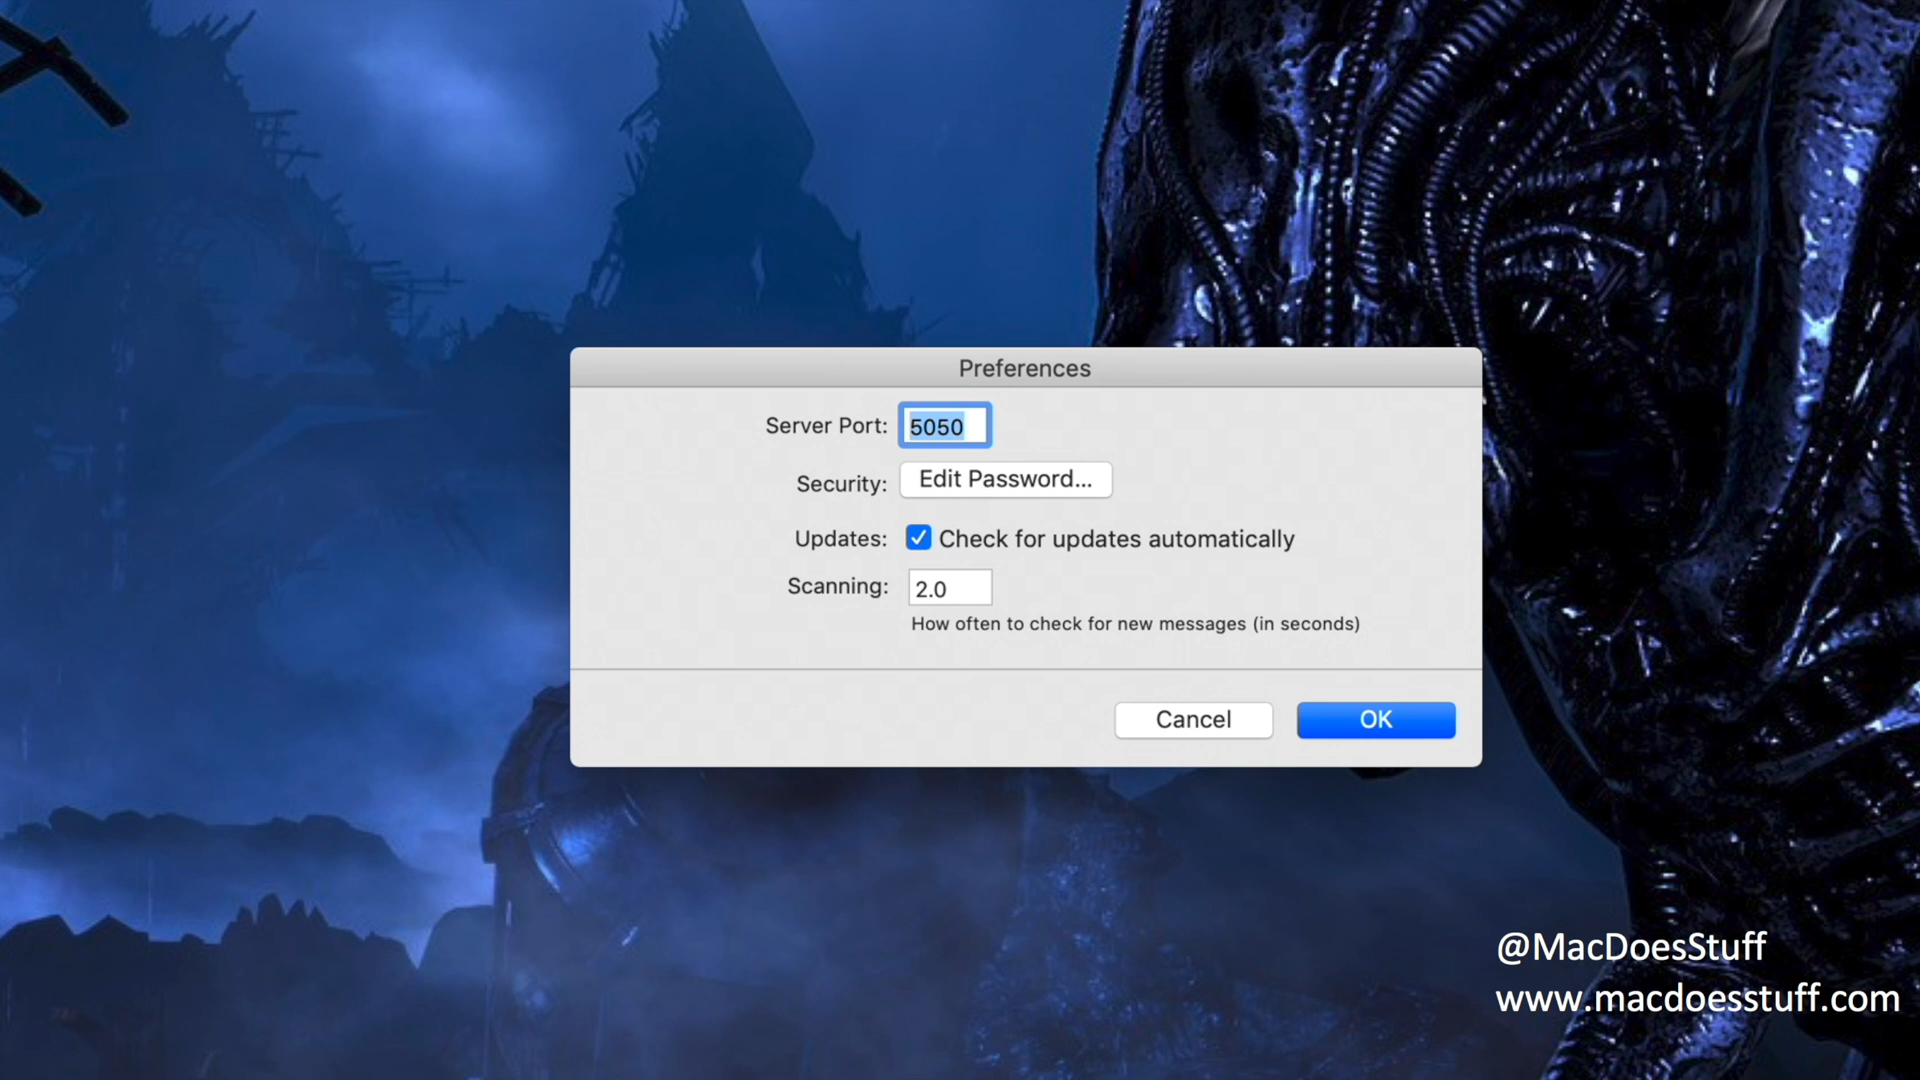 Preferences
Server Port: 5050
Security: Edit Password...
Updates: Check for updates automatically
Scanning: 2.0
How often to check for new messages (in seconds)
Cancel OK
@MacDoesStuff
www.macdoesstuff.com